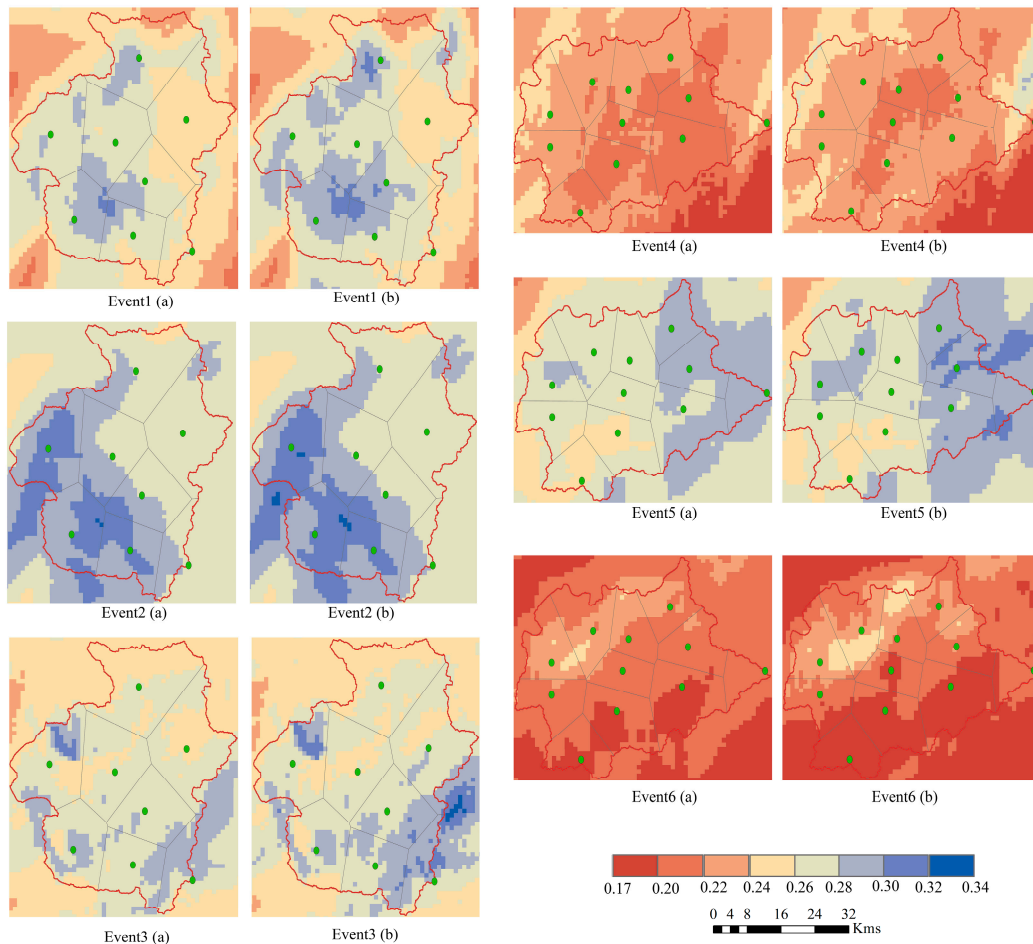 Event1 (a)
Event1 (b)
Event2 (a)
Event2 (b)
Event3 (a)
Event3 (b)
Event4 (a)
Event4 (b)
Event5 (a)
Event5 (b)
Event6 (a)
Event6 (b)
0.17 0.20 0.22 0.24 0.26 0.28 0.30 0.32 0.34
0 4 8 16 24 32
Kms